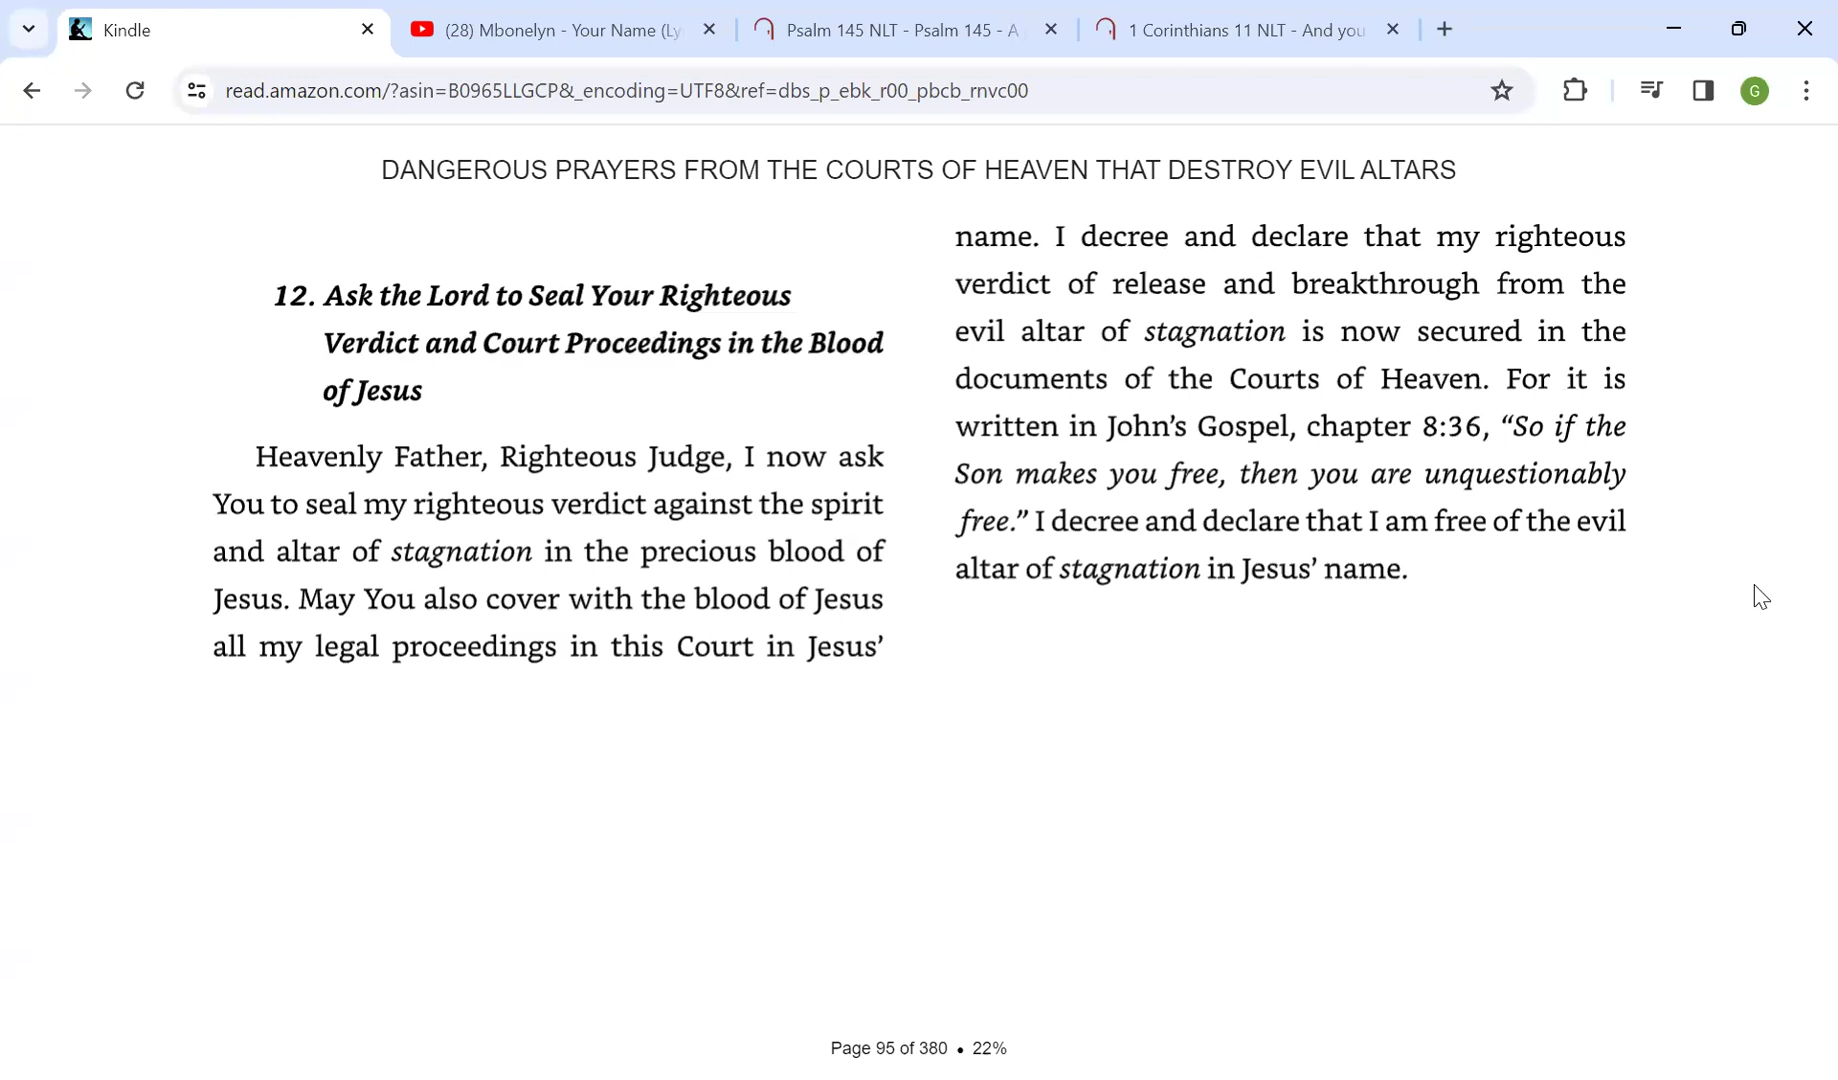 Kindle
(28) Mbonelyn - Your Name (Ly
Psalm 145 NLT - Psalm 145 - A
1 Corinthians 11 NLT - And you
read.amazon.com/?asin=B0965LLGCP&_encoding=UTF8&ref=dbs_p_ebk_r00_pbcb_rnvc00
G
DANGEROUS PRAYERS FROM THE COURTS OF HEAVEN THAT DESTROY EVIL ALTARS
12. Ask the Lord to Seal Your Righteous
Verdict and Court Proceedings in the Blood
of Jesus
Heavenly Father, Righteous Judge, I now ask
You to seal my righteous verdict against the spirit
and altar of stagnation in the precious blood of
Jesus. May You also cover with the blood of Jesus
all my legal proceedings in this Court in Jesus’
name. I decree and declare that my righteous
verdict of release and breakthrough from the
evil altar of stagnation is now secured in the
documents of the Courts of Heaven. For it is
written in John’s Gospel, chapter 8:36, “So if the
Son makes you free, then you are unquestionably
free.” I decree and declare that I am free of the evil
altar of stagnation in Jesus’ name.
Page 95 of 380 • 22%